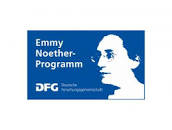 Emmy
Noether-
Programm
DFG Deutsche
Forschungsgemeinschaft